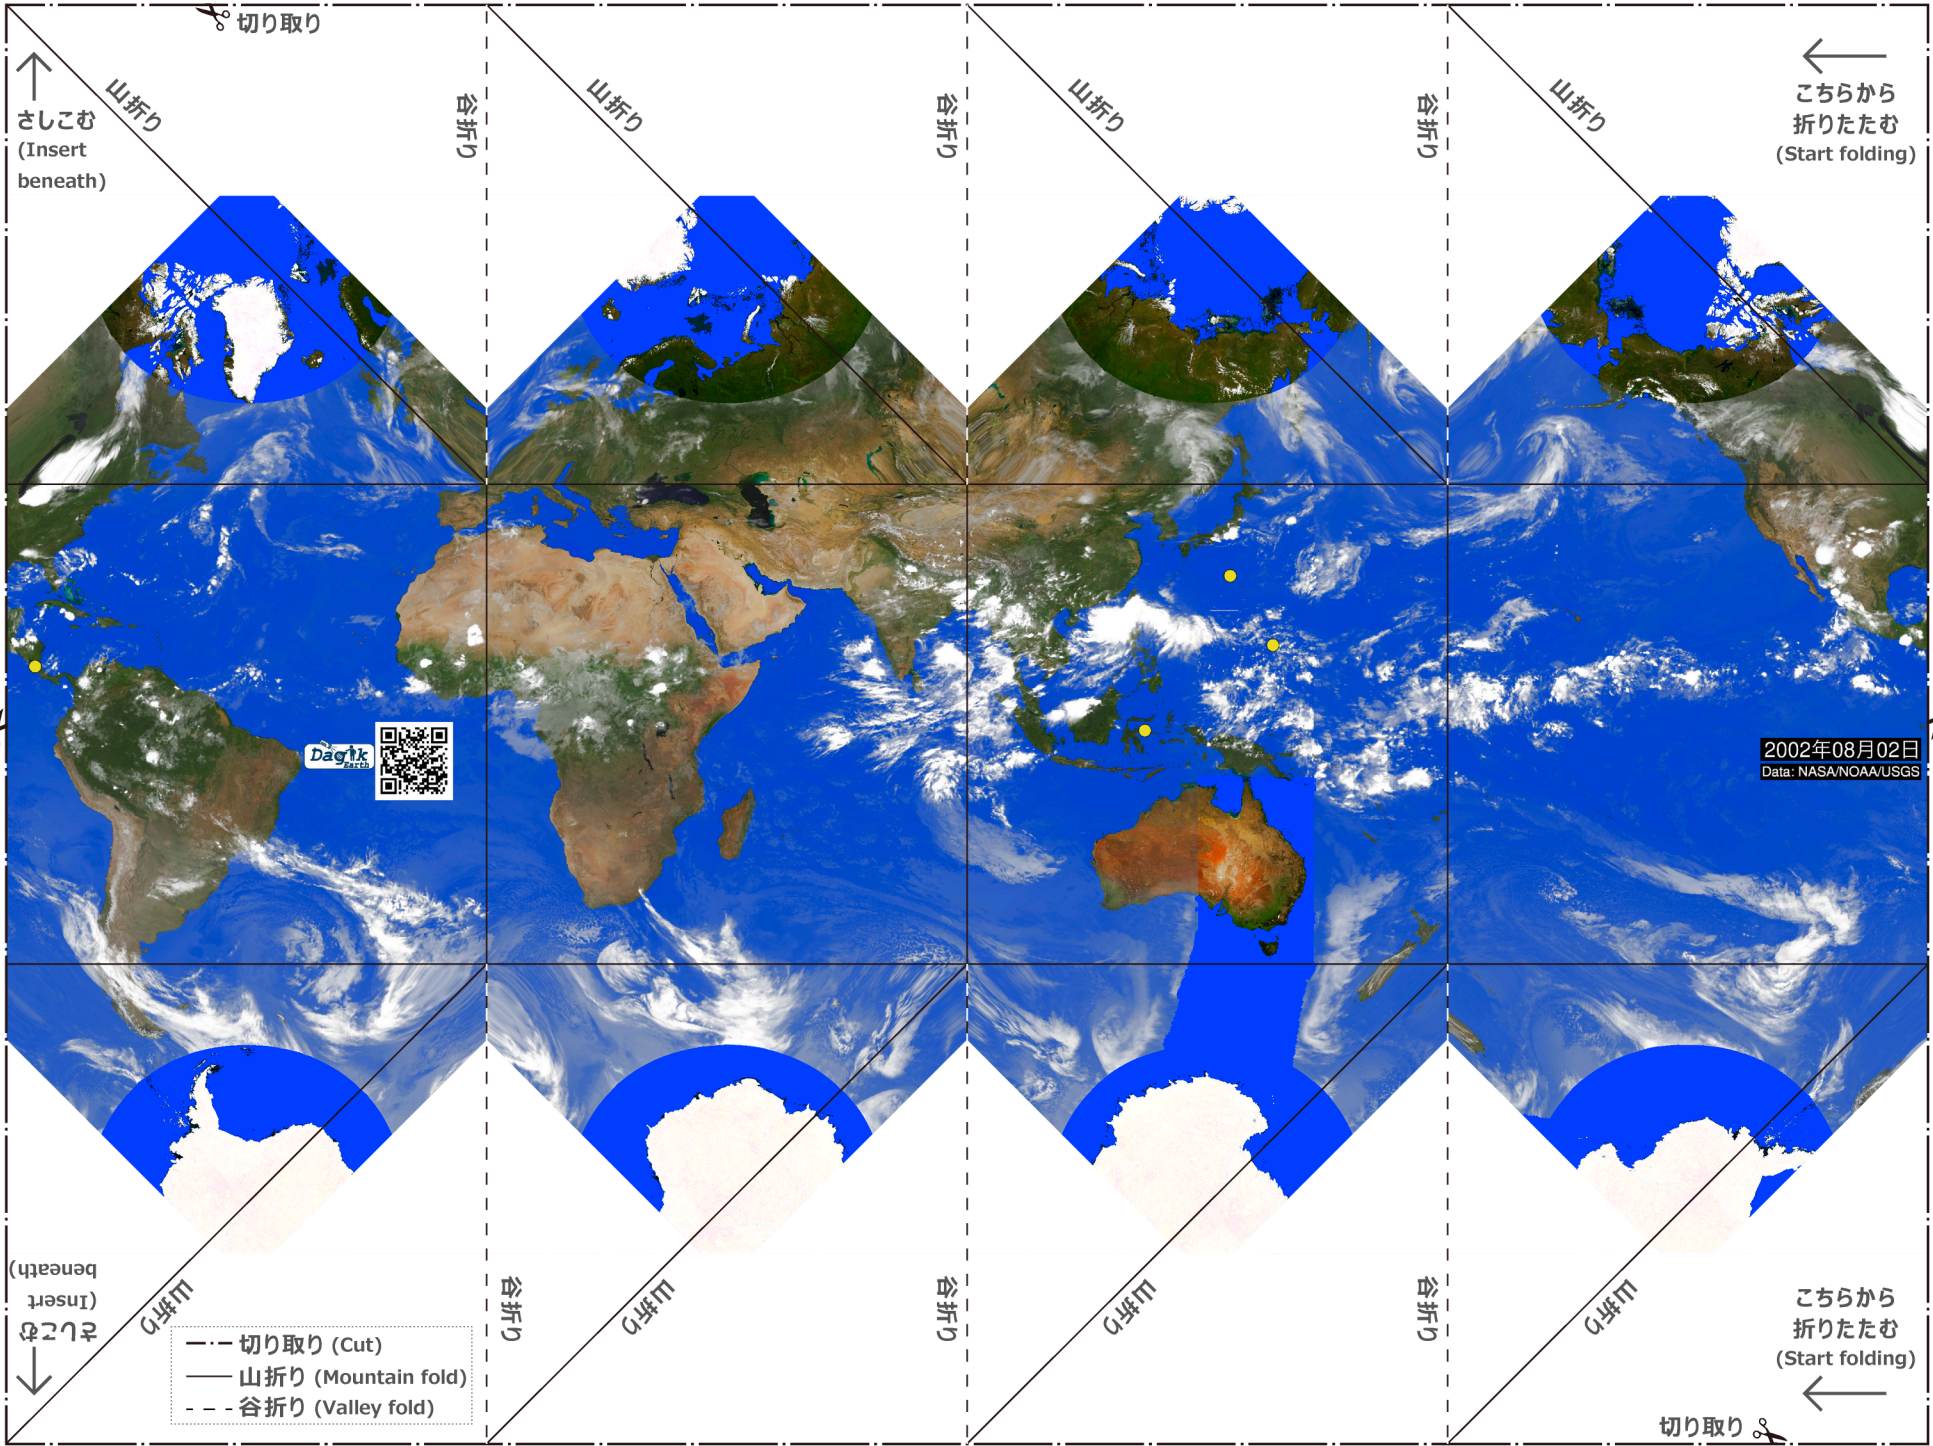 切り取り
山折り
谷折り
山折り
谷折り
山折り
谷折り
山折り
さしこむ
(Insert
beneath)
こちらから
折りたたむ
(Start folding)
Dagik
Earth
2002年08月02日
Data: NASA/NOAA/USGS
さしこむ
(Insert
beneath)
山折り
谷折り
山折り
谷折り
山折り
谷折り
山折り
こちらから
折りたたむ
(Start folding)
切り取り (Cut)
山折り (Mountain fold)
谷折り (Valley fold)
切り取り